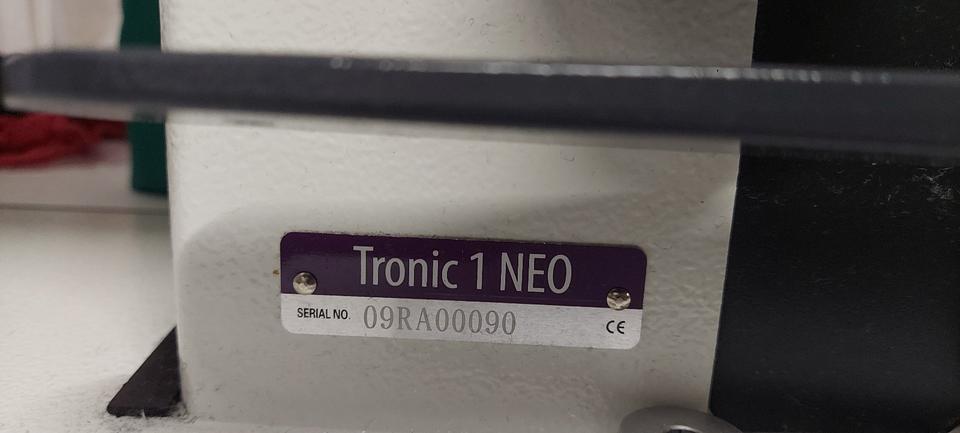 Tronic 1 NEO
SERIAL NO. 09RA00090 CE